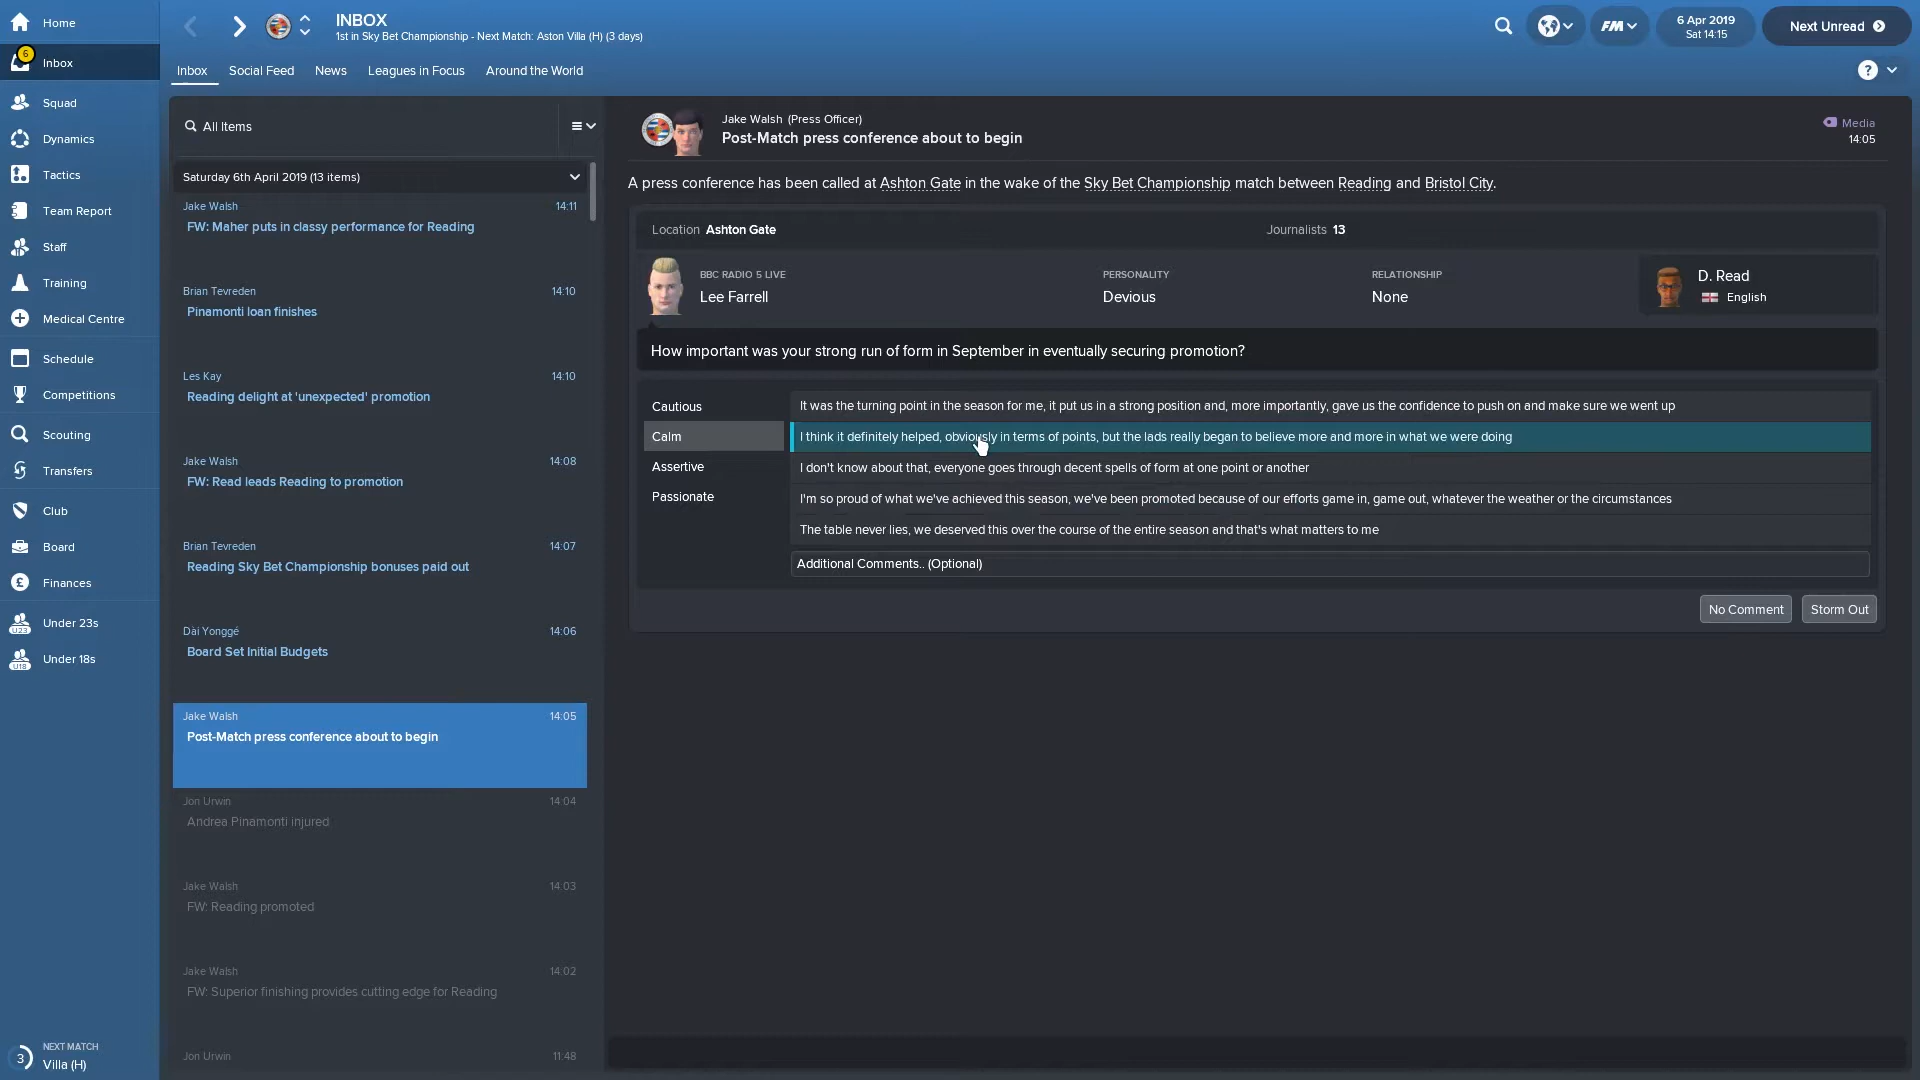 Home
6
Inbox
Squad
Dynamics
Tactics
Team Report
Staff
Training
Medical Centre
Schedule
Competitions
Scouting
Transfers
Club
Board
Finances
U23
Under 23s
U18
Under 18s
3
NEXT MATCH
Villa (H)
INBOX
1st in Sky Bet Championship - Next Match: Aston Villa (H) (3 days)
FM
6 Apr 2019
Sat 14:15
Next Unread
Inbox Social Feed News Leagues in Focus Around the World
?
All Items
Saturday 6th April 2019 (13 items)
Jake Walsh 14:11
FW: Maher puts in classy performance for Reading
Brian Tevreden 14:10
Pinamonti loan finishes
Les Kay 14:10
Reading delight at 'unexpected' promotion
Jake Walsh 14:08
FW: Read leads Reading to promotion
Brian Tevreden 14:07
Reading Sky Bet Championship bonuses paid out
Dài Yonggé 14:06
Board Set Initial Budgets
Jake Walsh 14:05
Post-Match press conference about to begin
Jon Urwin 14:04
Andrea Pinamonti injured
Jake Walsh 14:03
FW: Reading promoted
Jake Walsh 14:02
FW: Superior finishing provides cutting edge for Reading
Jon Urwin 11:48
Jake Walsh (Press Officer)
Post-Match press conference about to begin
Media
14:05
A press conference has been called at Ashton Gate in the wake of the Sky Bet Championship match between Reading and Bristol City.
Location Ashton Gate Journalists 13
BBC RADIO 5 LIVE PERSONALITY RELATIONSHIP
Lee Farrell Devious None
D. Read
English
How important was your strong run of form in September in eventually securing promotion?
Cautious
Calm
Assertive
Passionate
It was the turning point in the season for me, it put us in a strong position and, more importantly, gave us the confidence to push on and make sure we went up
I think it definitely helped, obviously in terms of points, but the lads really began to believe more and more in what we were doing
I don't know about that, everyone goes through decent spells of form at one point or another
I'm so proud of what we've achieved this season, we've been promoted because of our efforts game in, game out, whatever the weather or the circumstances
The table never lies, we deserved this over the course of the entire season and that's what matters to me
Additional Comments.. (Optional)
No Comment Storm Out